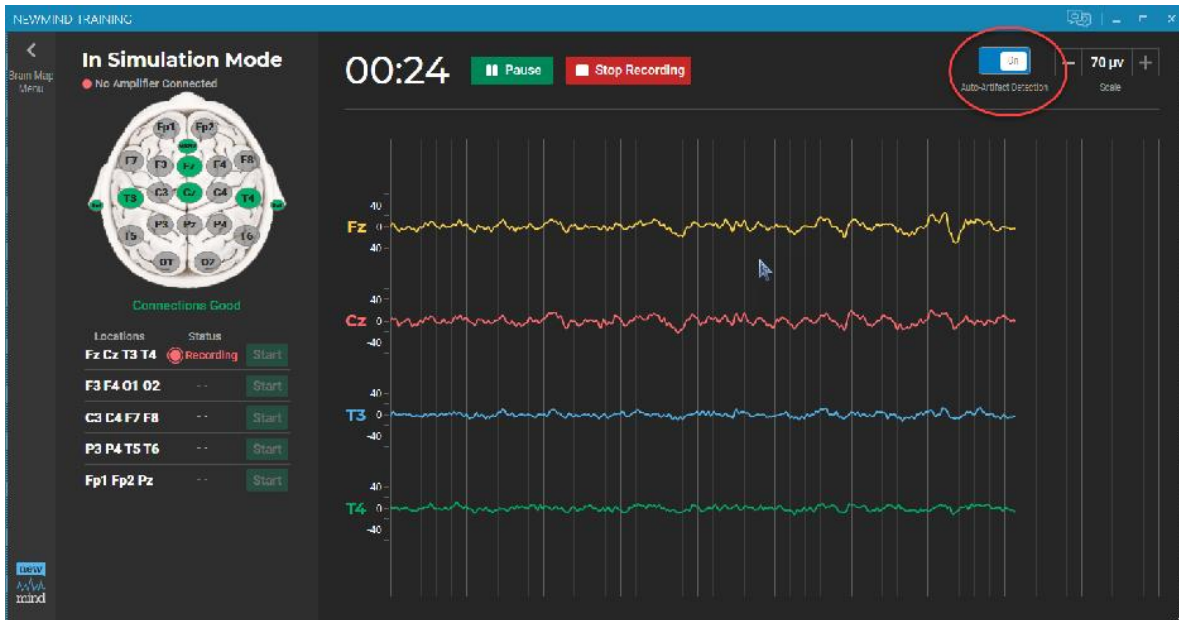 NEWMIND TRAINING
Brain Map
Menu
In Simulation Mode
No Amplifier Connected
Fp1 Fp2
F7 F3 Fz F4 F8
T3 C3 Cz C4 T4
T5 P3 Pz P4 T6
O1 O2
Connections Good
Locations Status
Fz Cz T3 T4 Recording Start
F3 F4 O1 O2 -- Start
C3 C4 F7 F8 -- Start
P3 P4 T5 T6 -- Start
Fp1 Fp2 Pz -- Start
new
mind
00:24
Pause
Stop Recording
On
Auto-Artifact Detection
- 70 μv +
Scale
40
Fz 0
-40
40
Cz 0
-40
40
T3 0
-40
40
T4 0
-40